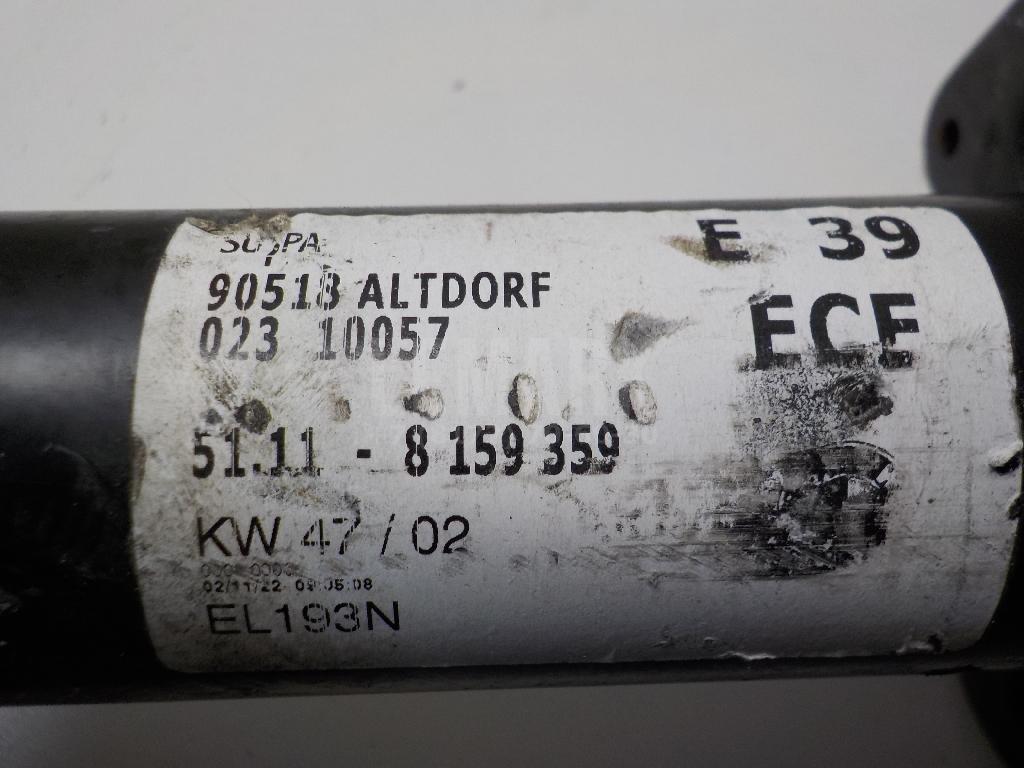 E 39
90518 ALTDORF
023 10057
ECE
51.11 - 8 159 359
KW 47 / 02
02/11/22 09:05:08
EL193N